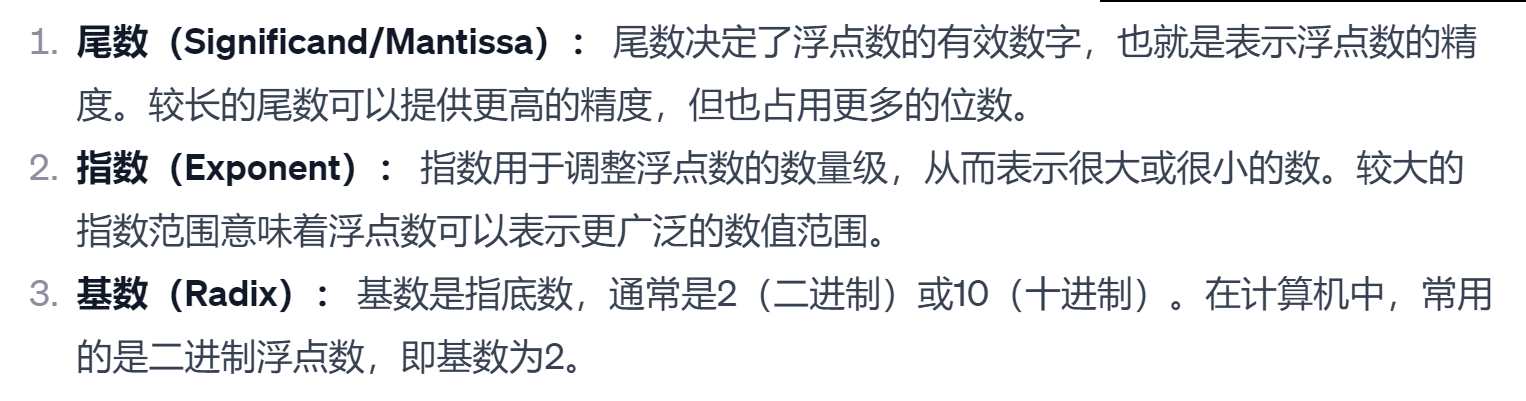 1. 尾数（Significand/Mantissa）： 尾数决定了浮点数的有效数字，也就是表示浮点数的精
度。较长的尾数可以提供更高的精度，但也占用更多的位数。
2. 指数（Exponent）： 指数用于调整浮点数的数量级，从而表示很大或很小的数。较大的
指数范围意味着浮点数可以表示更广泛的数值范围。
3. 基数（Radix）： 基数是指底数，通常是2（二进制）或10（十进制）。在计算机中，常用
的是二进制浮点数，即基数为2。